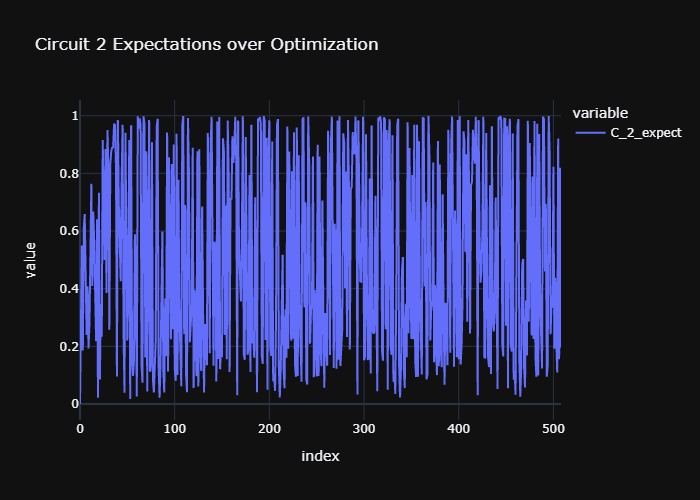 Circuit 2 Expectations over Optimization
variable
C_2_expect
1
0.8
0.6
0.4
0.2
0
value
0
100
200
300
400
500
index